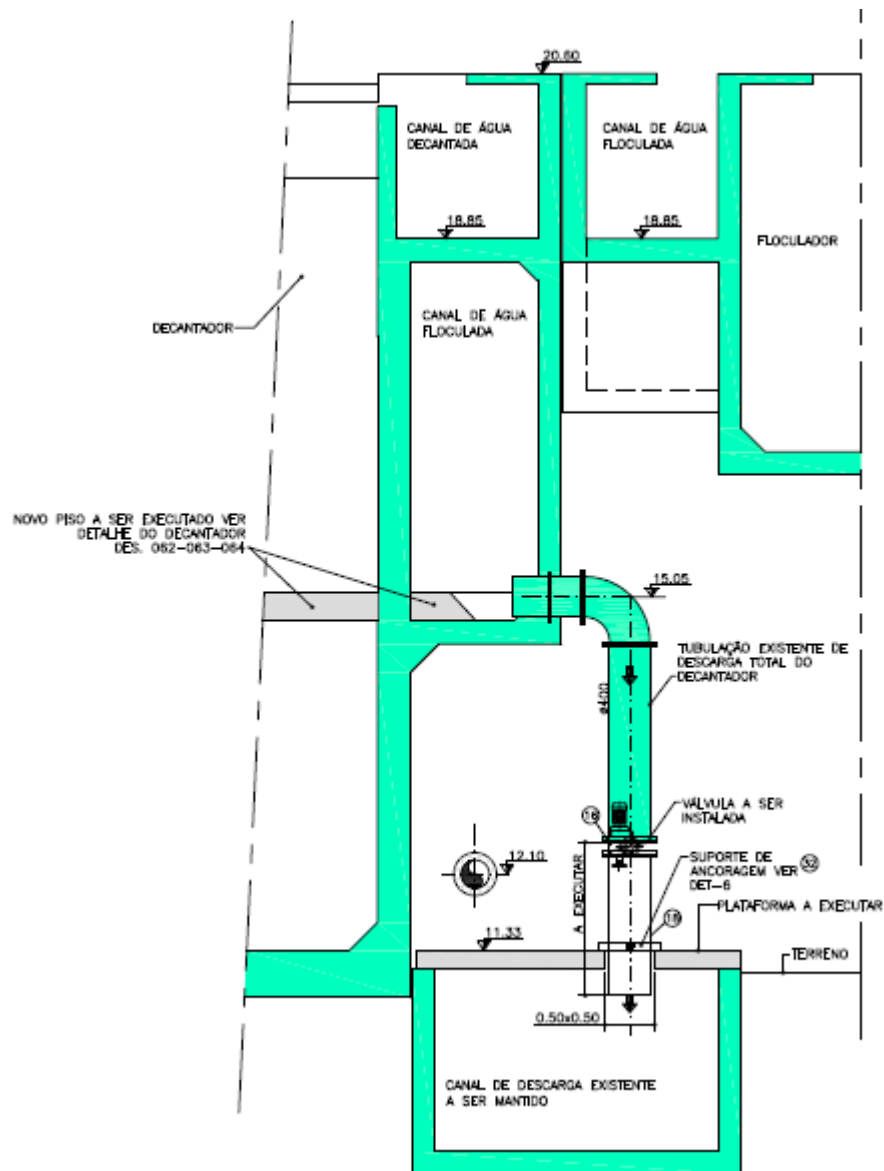 20.60
CANAL DE ÁGUA
DECANTADA
CANAL DE ÁGUA
FLOCULADA
18.85
18.85
FLOCULADOR
DECANTADOR
CANAL DE ÁGUA
FLOCULADA
NOVO PISO A SER EXECUTADO VER
DETALHE DO DECANTADOR
DES. 062-063-064
15.05
TUBULAÇÃO EXISTENTE DE
DESCARGA TOTAL DO
DECANTADOR
ø400
16
VÁLVULA A SER
INSTALADA
12.10
A EXECUTAR
SUPORTE DE
ANCORAGEM VER 52
DET-6
18
PLATAFORMA A EXECUTAR
11.33
TERRENO
0.50x0.50
CANAL DE DESCARGA EXISTENTE
A SER MANTIDO